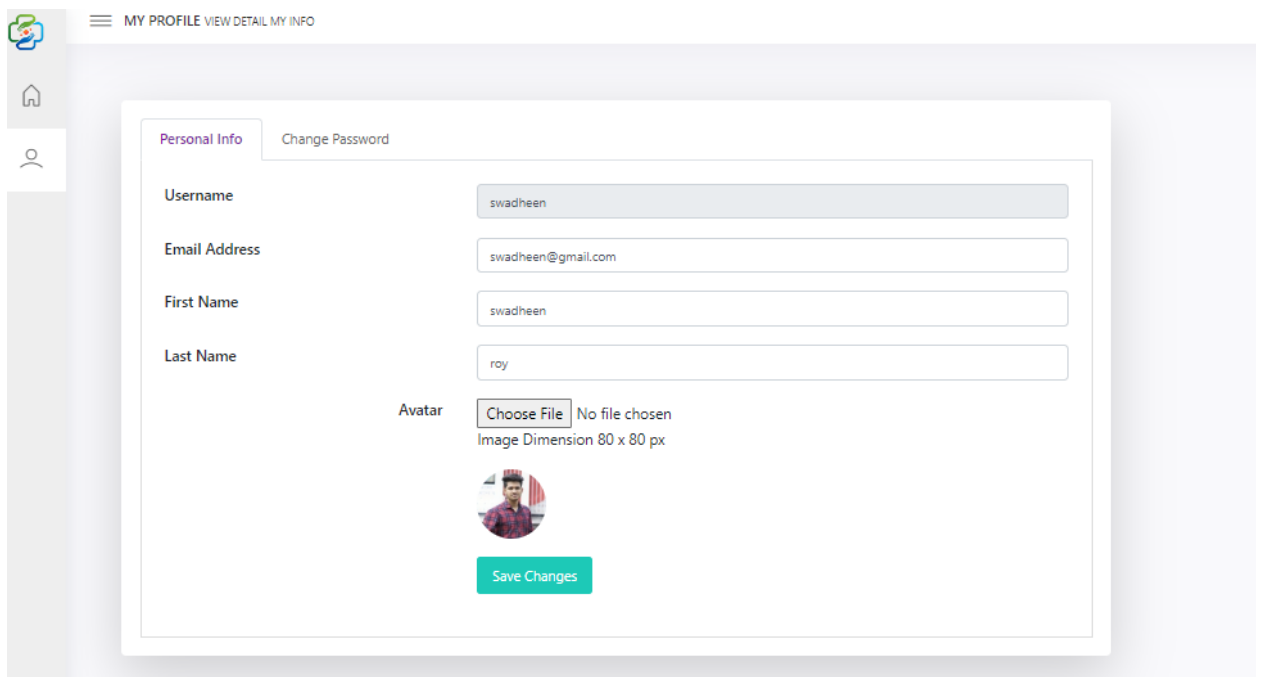 MY PROFILE VIEW DETAIL MY INFO
Personal Info Change Password
Username swadheen
Email Address swadheen@gmail.com
First Name swadheen
Last Name roy
Avatar Choose File No file chosen
Image Dimension 80 x 80 px
Save Changes